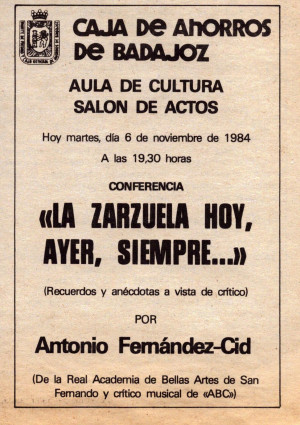 CAJA DE AhORROS
DE BADAJOZ
AULA DE CULTURA
SALON DE ACTOS
Hoy martes, día 6 de noviembre de 1984
A las 19,30 horas
CONFERENCIA
«LA ZARZUELA HOY,
AYER, SIEMPRE...»
(Recuerdos y anécdotas a vista de crítico)
POR
Antonio Fernández-Cid
(De la Real Academia de Bellas Artes de San
Fernando y crítico musical de «ABC»)